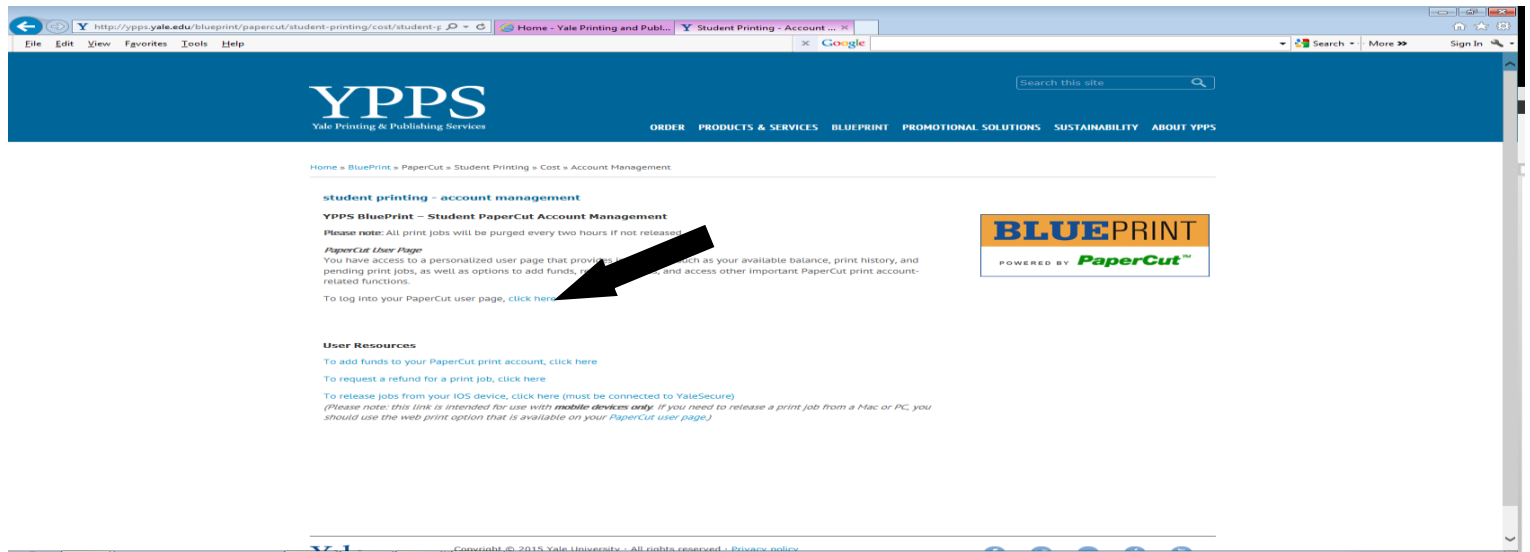 http://ypps.yale.edu/blueprint/papercut/student-printing/cost/student-p
Home - Yale Printing and Publ...
Student Printing - Account ...
File Edit View Favorites Tools Help
Google
Search
More »
Sign In
YPPS
Yale Printing & Publishing Services
Search this site
ORDER PRODUCTS & SERVICES BLUEPRINT PROMOTIONAL SOLUTIONS SUSTAINABILITY ABOUT YPPS
Home » BluePrint » PaperCut » Student Printing » Cost » Account Management
student printing - account management
YPPS BluePrint – Student PaperCut Account Management
Please note: All print jobs will be purged every two hours if not released
PaperCut User Page
You have access to a personalized user page that provides such as your available balance, print history, and
pending print jobs, as well as options to add funds, and access other important PaperCut print account-
related functions.
To log into your PaperCut user page, click here
BLUEPRINT
POWERED BY PaperCut™
User Resources
To add funds to your PaperCut print account, click here
To request a refund for a print job, click here
To release jobs from your IOS device, click here (must be connected to YaleSecure)
(Please note: this link is intended for use with mobile devices only. If you need to release a print job from a Mac or PC, you
should use the web print option that is available on your PaperCut user page.)
Yale
Copyright © 2015 Yale University · All rights reserved · Privacy policy